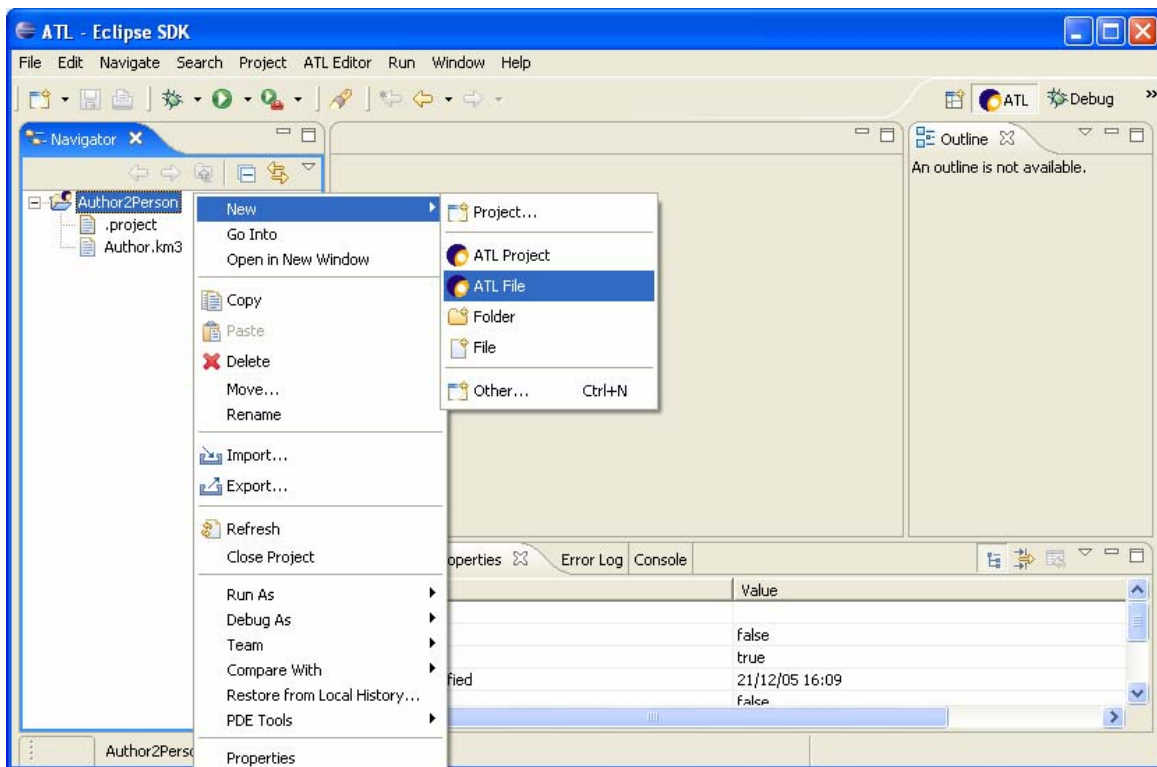 ATL - Eclipse SDK
File Edit Navigate Search Project ATL Editor Run Window Help
ATL Debug
Navigator
Author2Person
.project
Author.km3
New
Go Into
Open in New Window
Copy
Paste
Delete
Move...
Rename
Import...
Export...
Refresh
Close Project
Run As
Debug As
Team
Compare With
Restore from Local History...
PDE Tools
Properties
Project...
ATL Project
ATL File
Folder
File
Other... Ctrl+N
Outline
An outline is not available.
operties Error Log Console
Value
false
true
fied 21/12/05 16:09
false
Author2Perso